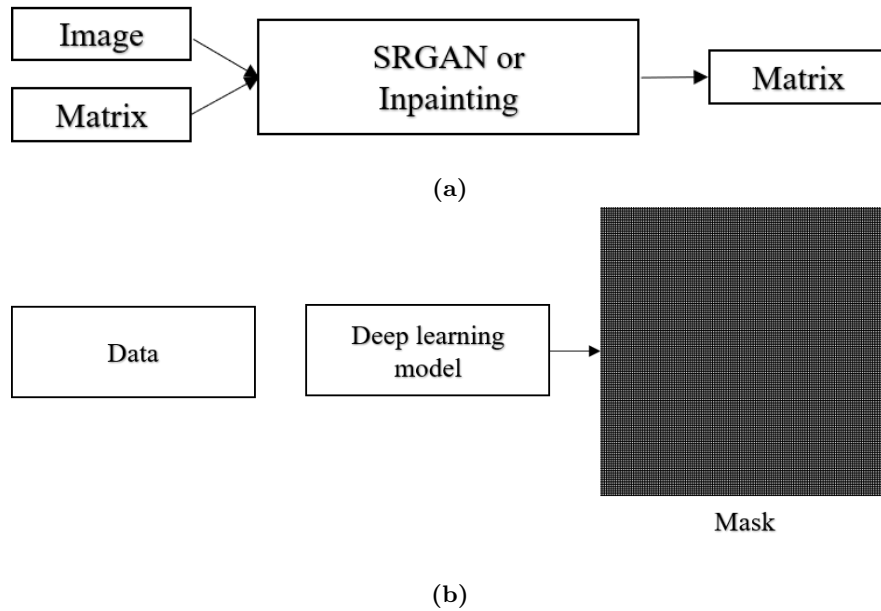 Image
Matrix
SRGAN or
Inpainting
Matrix
(a)
Data
Deep learning
model
Mask
(b)